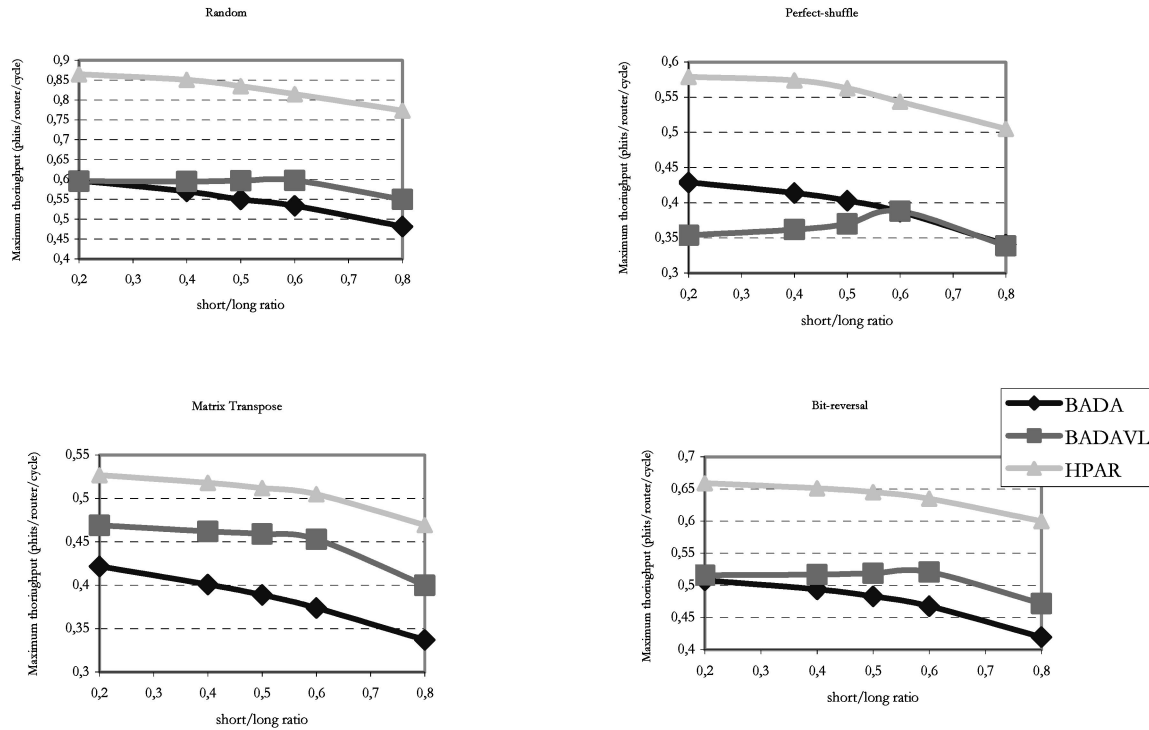 Random
Maximum thoriughput (phits/router/cycle)
0,9
0,85
0,8
0,75
0,7
0,65
0,6
0,55
0,5
0,45
0,4
0,2 0,3 0,4 0,5 0,6 0,7 0,8
short/long ratio
Perfect-shuffle
Maximum thoriughput (phits/router/cycle)
0,6
0,55
0,5
0,45
0,4
0,35
0,3
0,2 0,3 0,4 0,5 0,6 0,7 0,8
short/long ratio
Matrix Transpose
Maximum thoriughput (phits/router/cycle)
0,55
0,5
0,45
0,4
0,35
0,3
0,2 0,3 0,4 0,5 0,6 0,7 0,8
short/long ratio
Bit-reversal
Maximum thoriughput (phits/router/cycle)
0,7
0,65
0,6
0,55
0,5
0,45
0,4
0,2 0,3 0,4 0,5 0,6 0,7 0,8
short/long ratio
BADA
BADAVL
HPAR